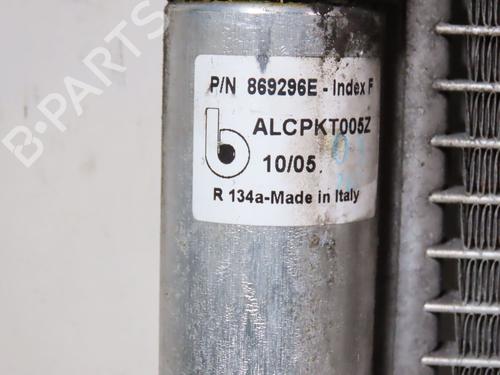 P/N 869296E - Index F
b
ALCPKT005Z
10/05
R 134a-Made in Italy
B-PARTS